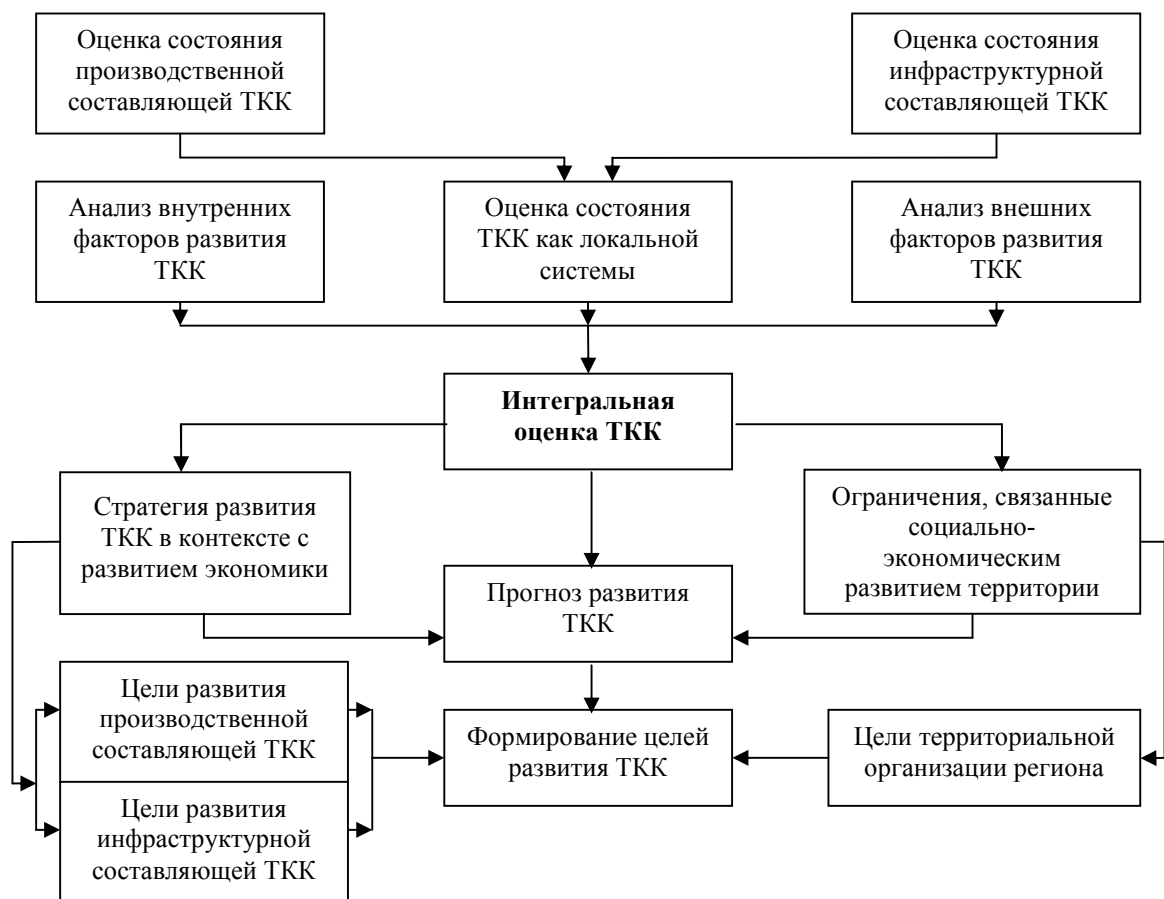 Оценка состояния
производственной
составляющей ТКК
Оценка состояния
инфраструктурной
составляющей ТКК
Анализ внутренних
факторов развития
ТКК
Оценка состояния
ТКК как локальной
системы
Анализ внешних
факторов развития
ТКК
Интегральная
оценка ТКК
Стратегия развития
ТКК в контексте с
развитием экономики
Ограничения, связанные
социально-
экономическим
развитием территории
Прогноз развития
ТКК
Цели развития
производственной
составляющей ТКК
Формирование целей
развития ТКК
Цели территориальной
организации региона
Цели развития
инфраструктурной
составляющей ТКК